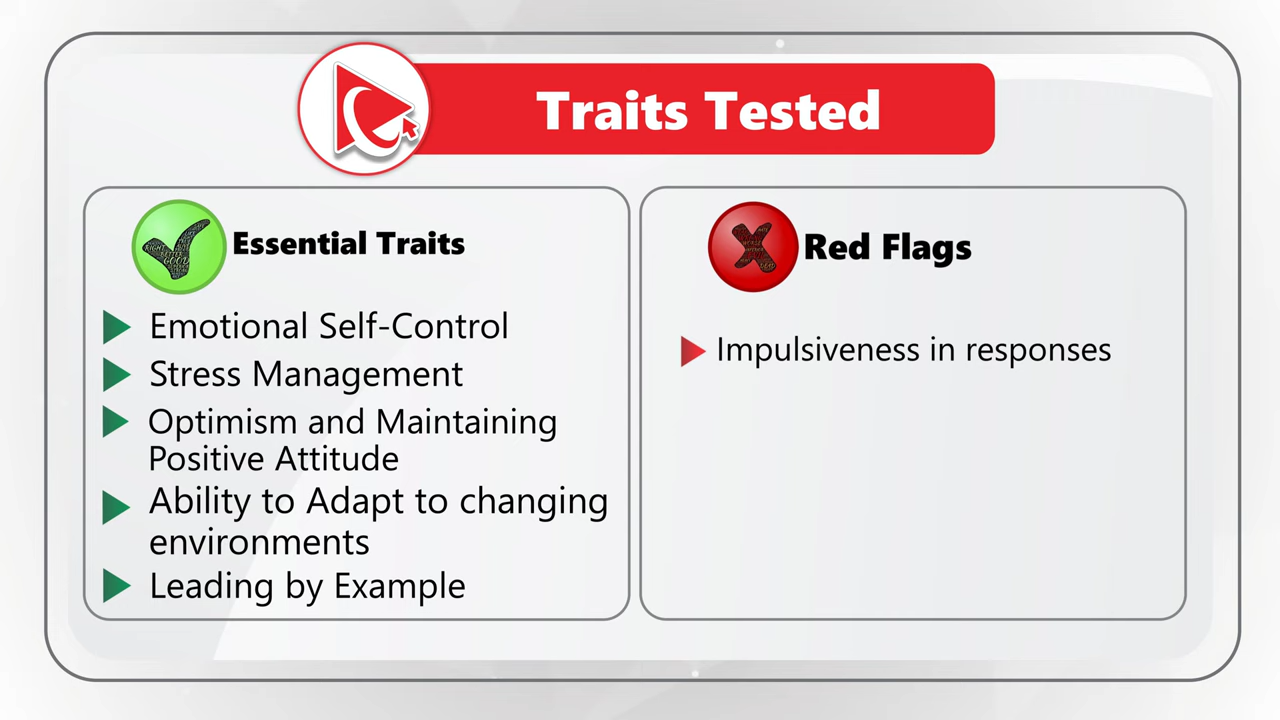 Traits Tested
Essential Traits
Emotional Self-Control
Stress Management
Optimism and Maintaining
Positive Attitude
Ability to Adapt to changing
environments
Leading by Example
Red Flags
Impulsiveness in responses